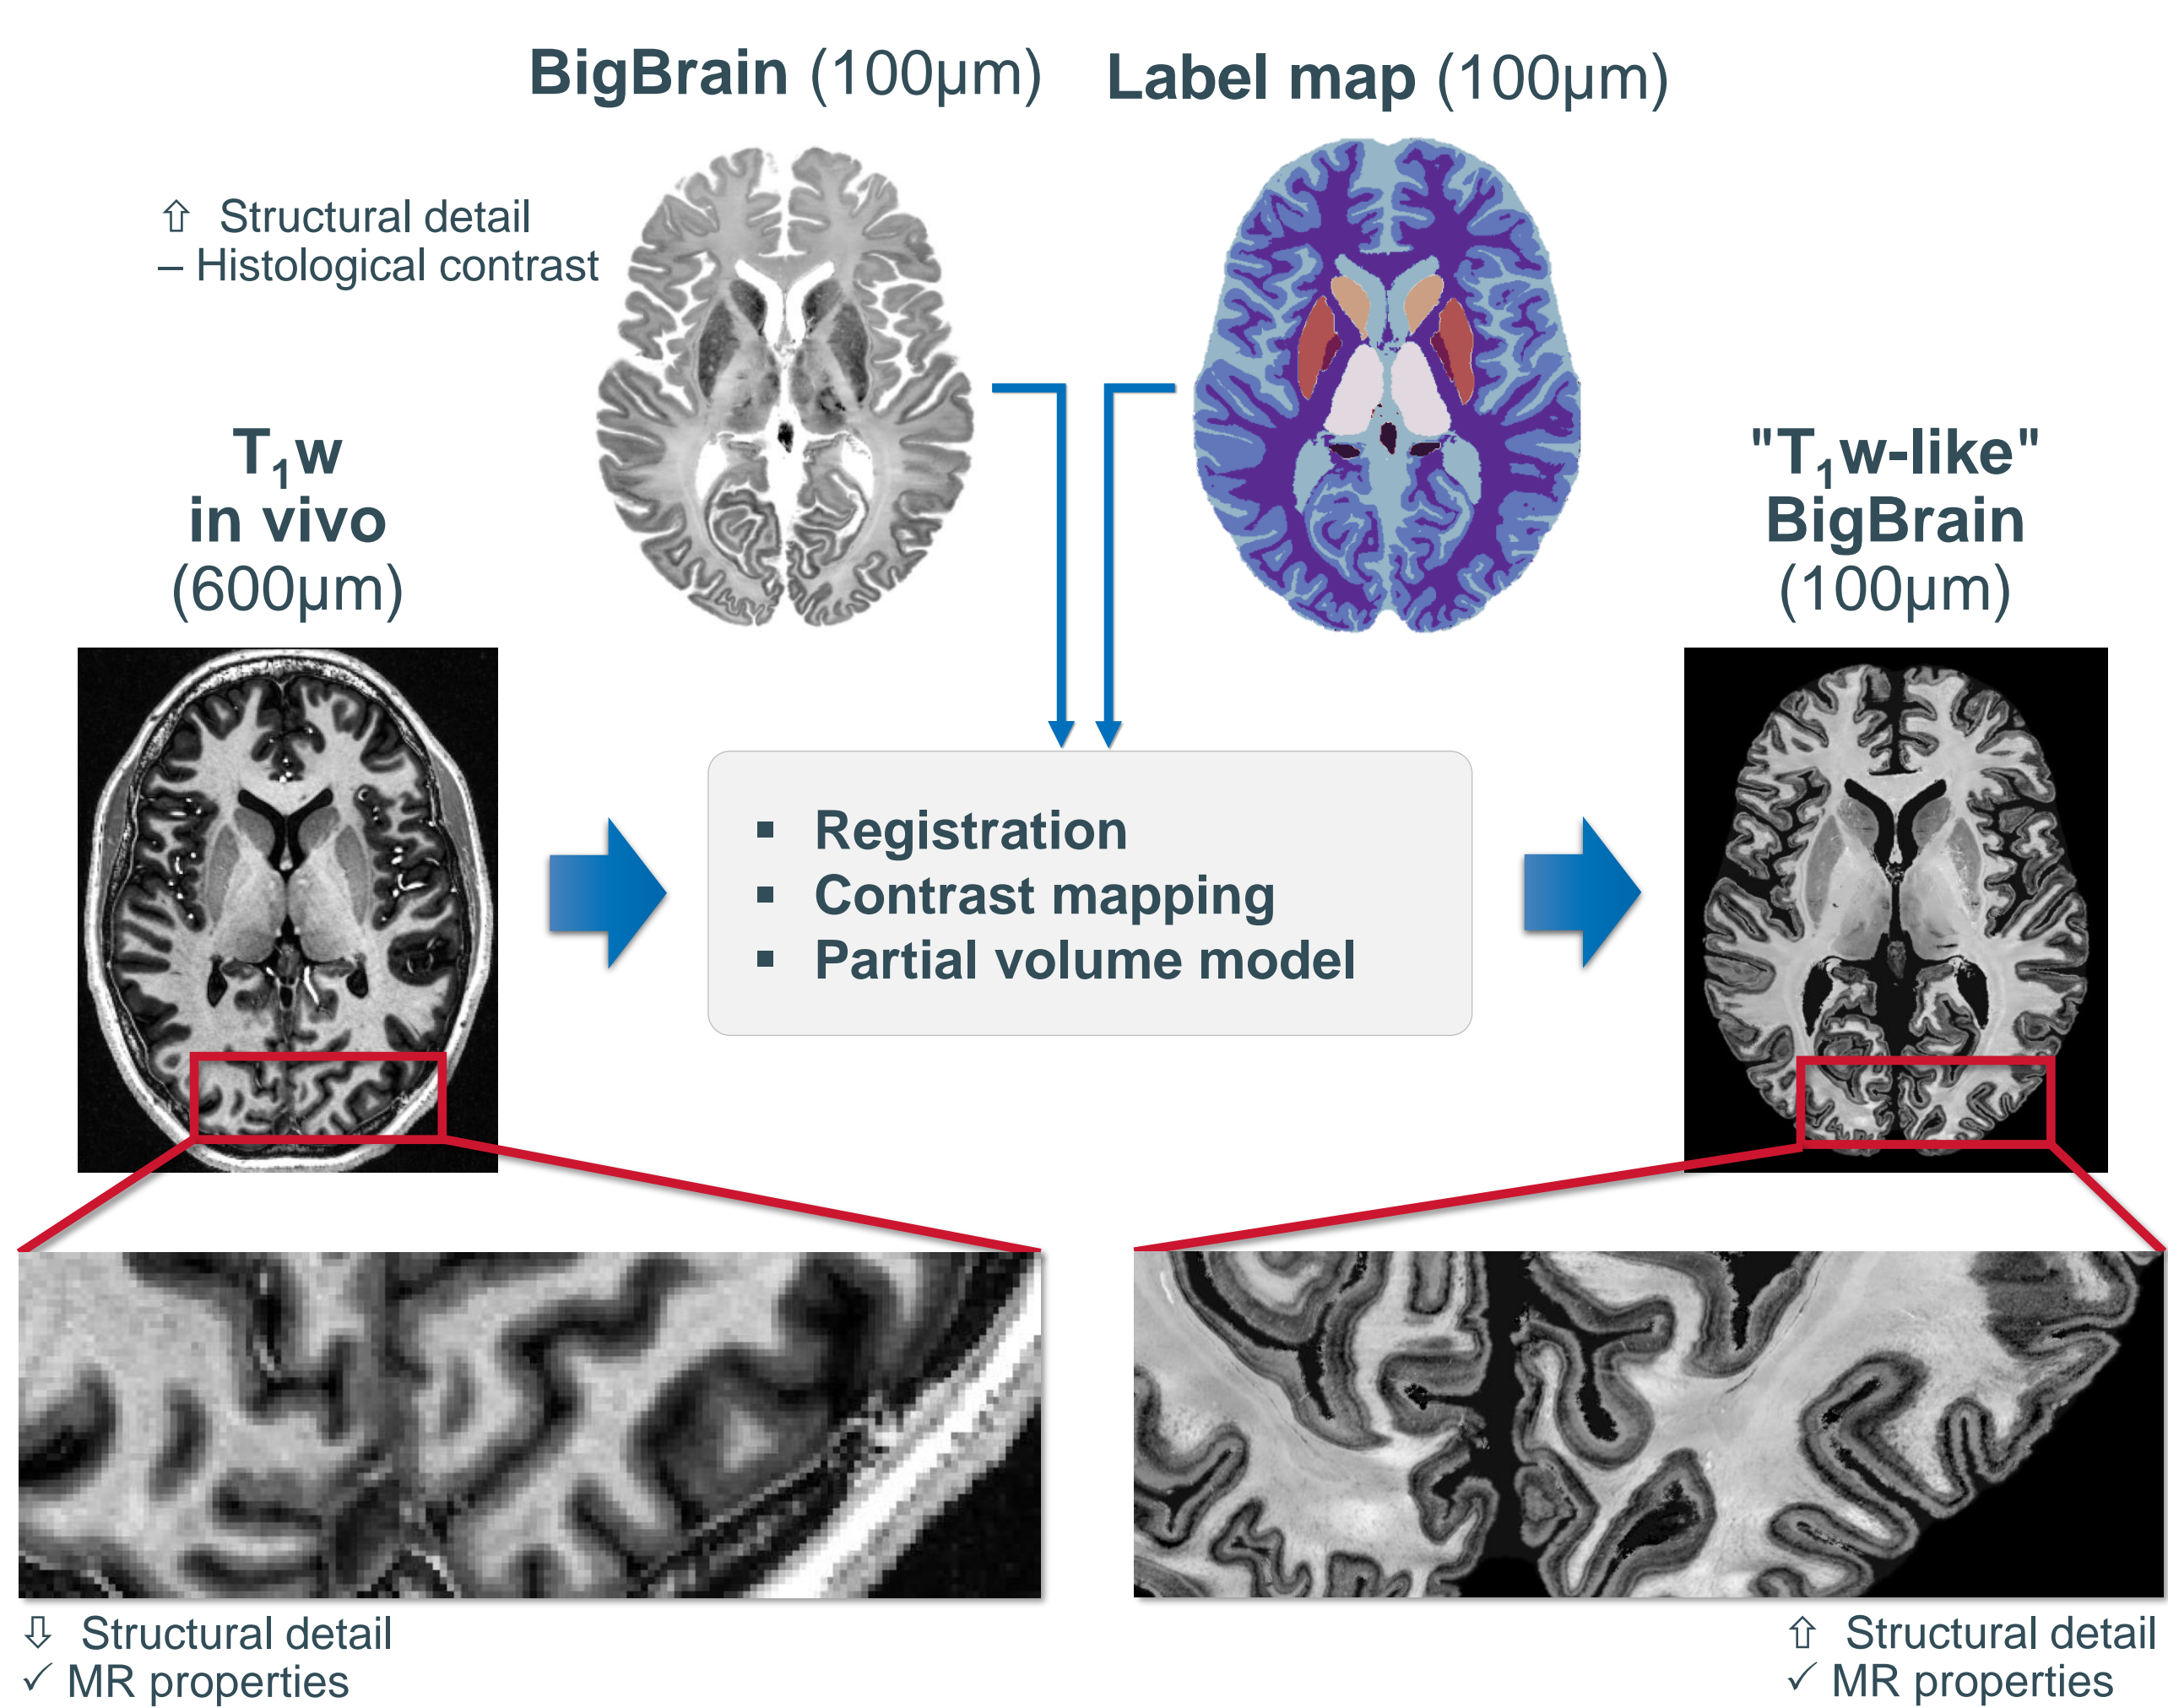 BigBrain (100µm)
Label map (100µm)
⇧ Structural detail
– Histological contrast
T₁w
in vivo
(600µm)
"T₁w-like"
BigBrain
(100µm)
▪ Registration
▪ Contrast mapping
▪ Partial volume model
⇩ Structural detail
✓ MR properties
⇧ Structural detail
✓ MR properties